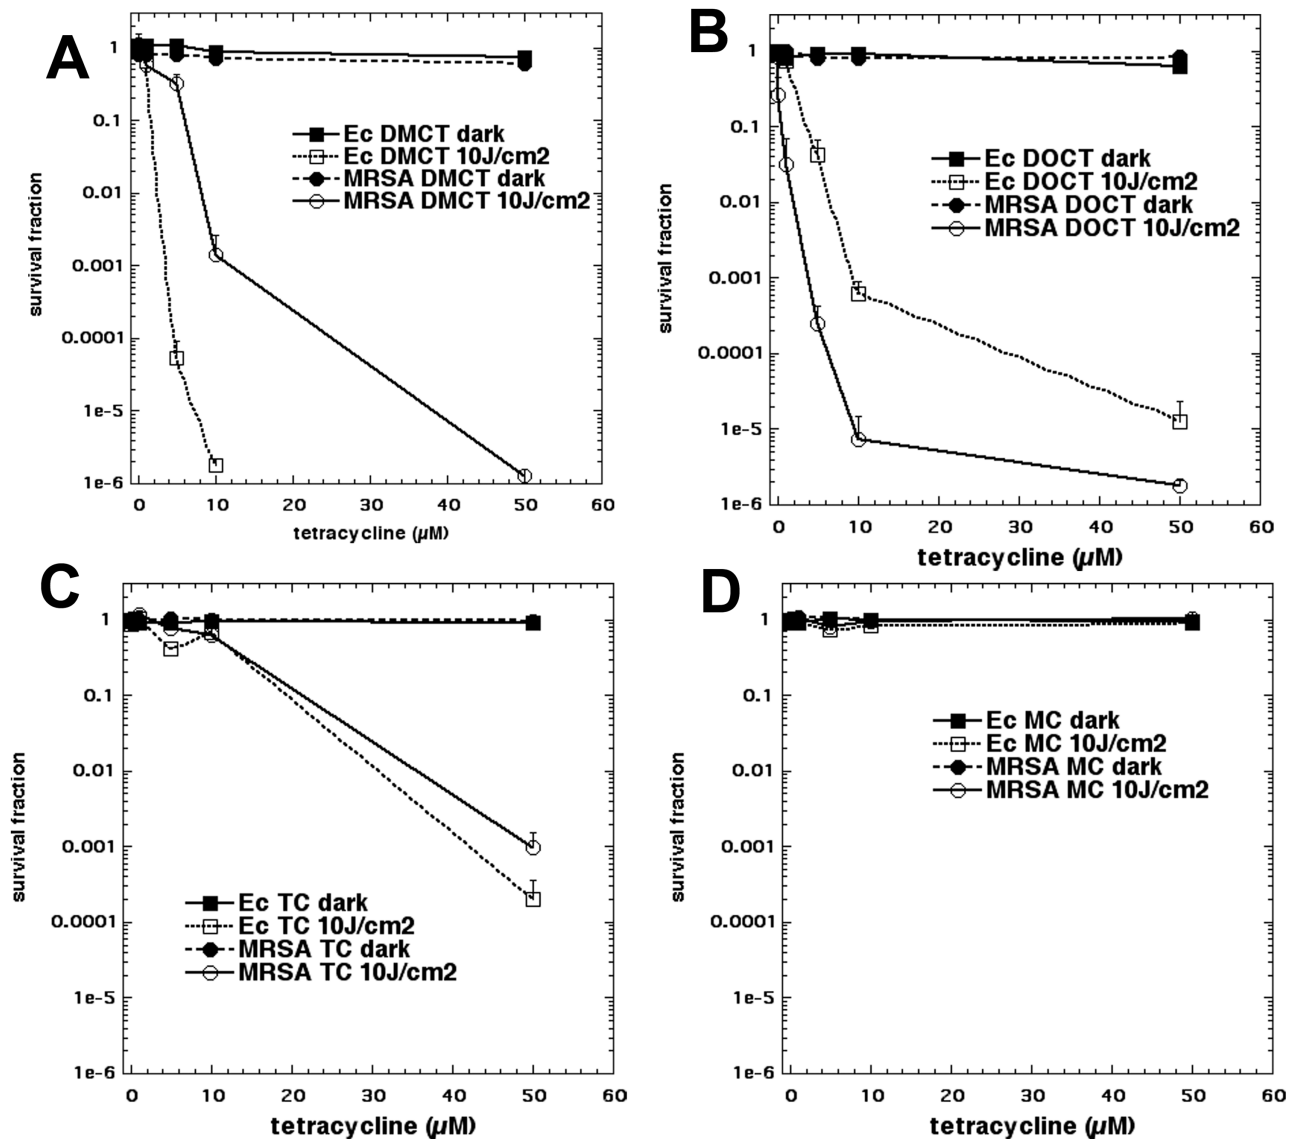 A
1
0.1
0.01
0.001
0.0001
1e-5
1e-6
survival fraction
Ec DMCT dark
Ec DMCT 10J/cm2
MRSA DMCT dark
MRSA DMCT 10J/cm2
0 10 20 30 40 50 60
tetracycline (µM)
B
1
0.1
0.01
0.001
0.0001
1e-5
1e-6
survival fraction
Ec DOCT dark
Ec DOCT 10J/cm2
MRSA DOCT dark
MRSA DOCT 10J/cm2
0 10 20 30 40 50 60
tetracycline (µM)
C
1
0.1
0.01
0.001
0.0001
1e-5
1e-6
survival fraction
Ec TC dark
Ec TC 10J/cm2
MRSA TC dark
MRSA TC 10J/cm2
0 10 20 30 40 50 60
tetracycline (µM)
D
1
0.1
0.01
0.001
0.0001
1e-5
1e-6
survival fraction
Ec MC dark
Ec MC 10J/cm2
MRSA MC dark
MRSA MC 10J/cm2
0 10 20 30 40 50 60
tetracycline (µM)